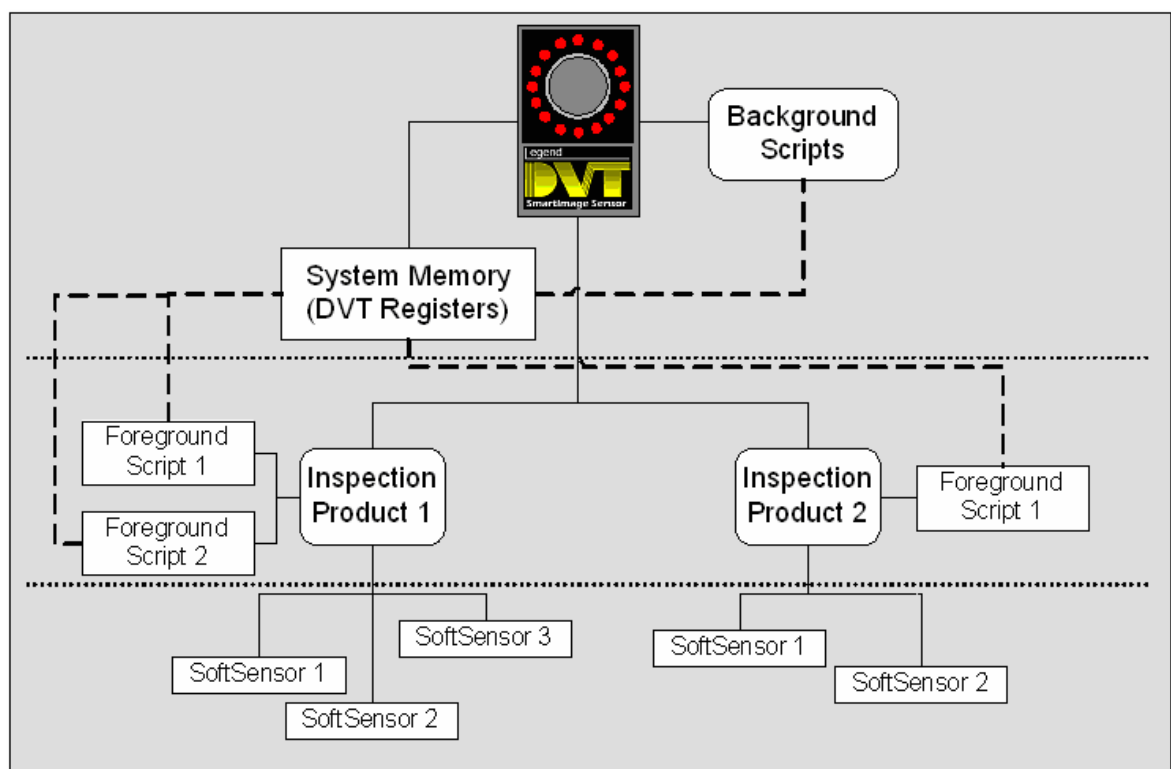 Legend
DVT
SmartImage Sensor
Background
Scripts
System Memory
(DVT Registers)
Foreground
Script 1
Foreground
Script 2
Inspection
Product 1
Inspection
Product 2
Foreground
Script 1
SoftSensor 1
SoftSensor 2
SoftSensor 3
SoftSensor 1
SoftSensor 2